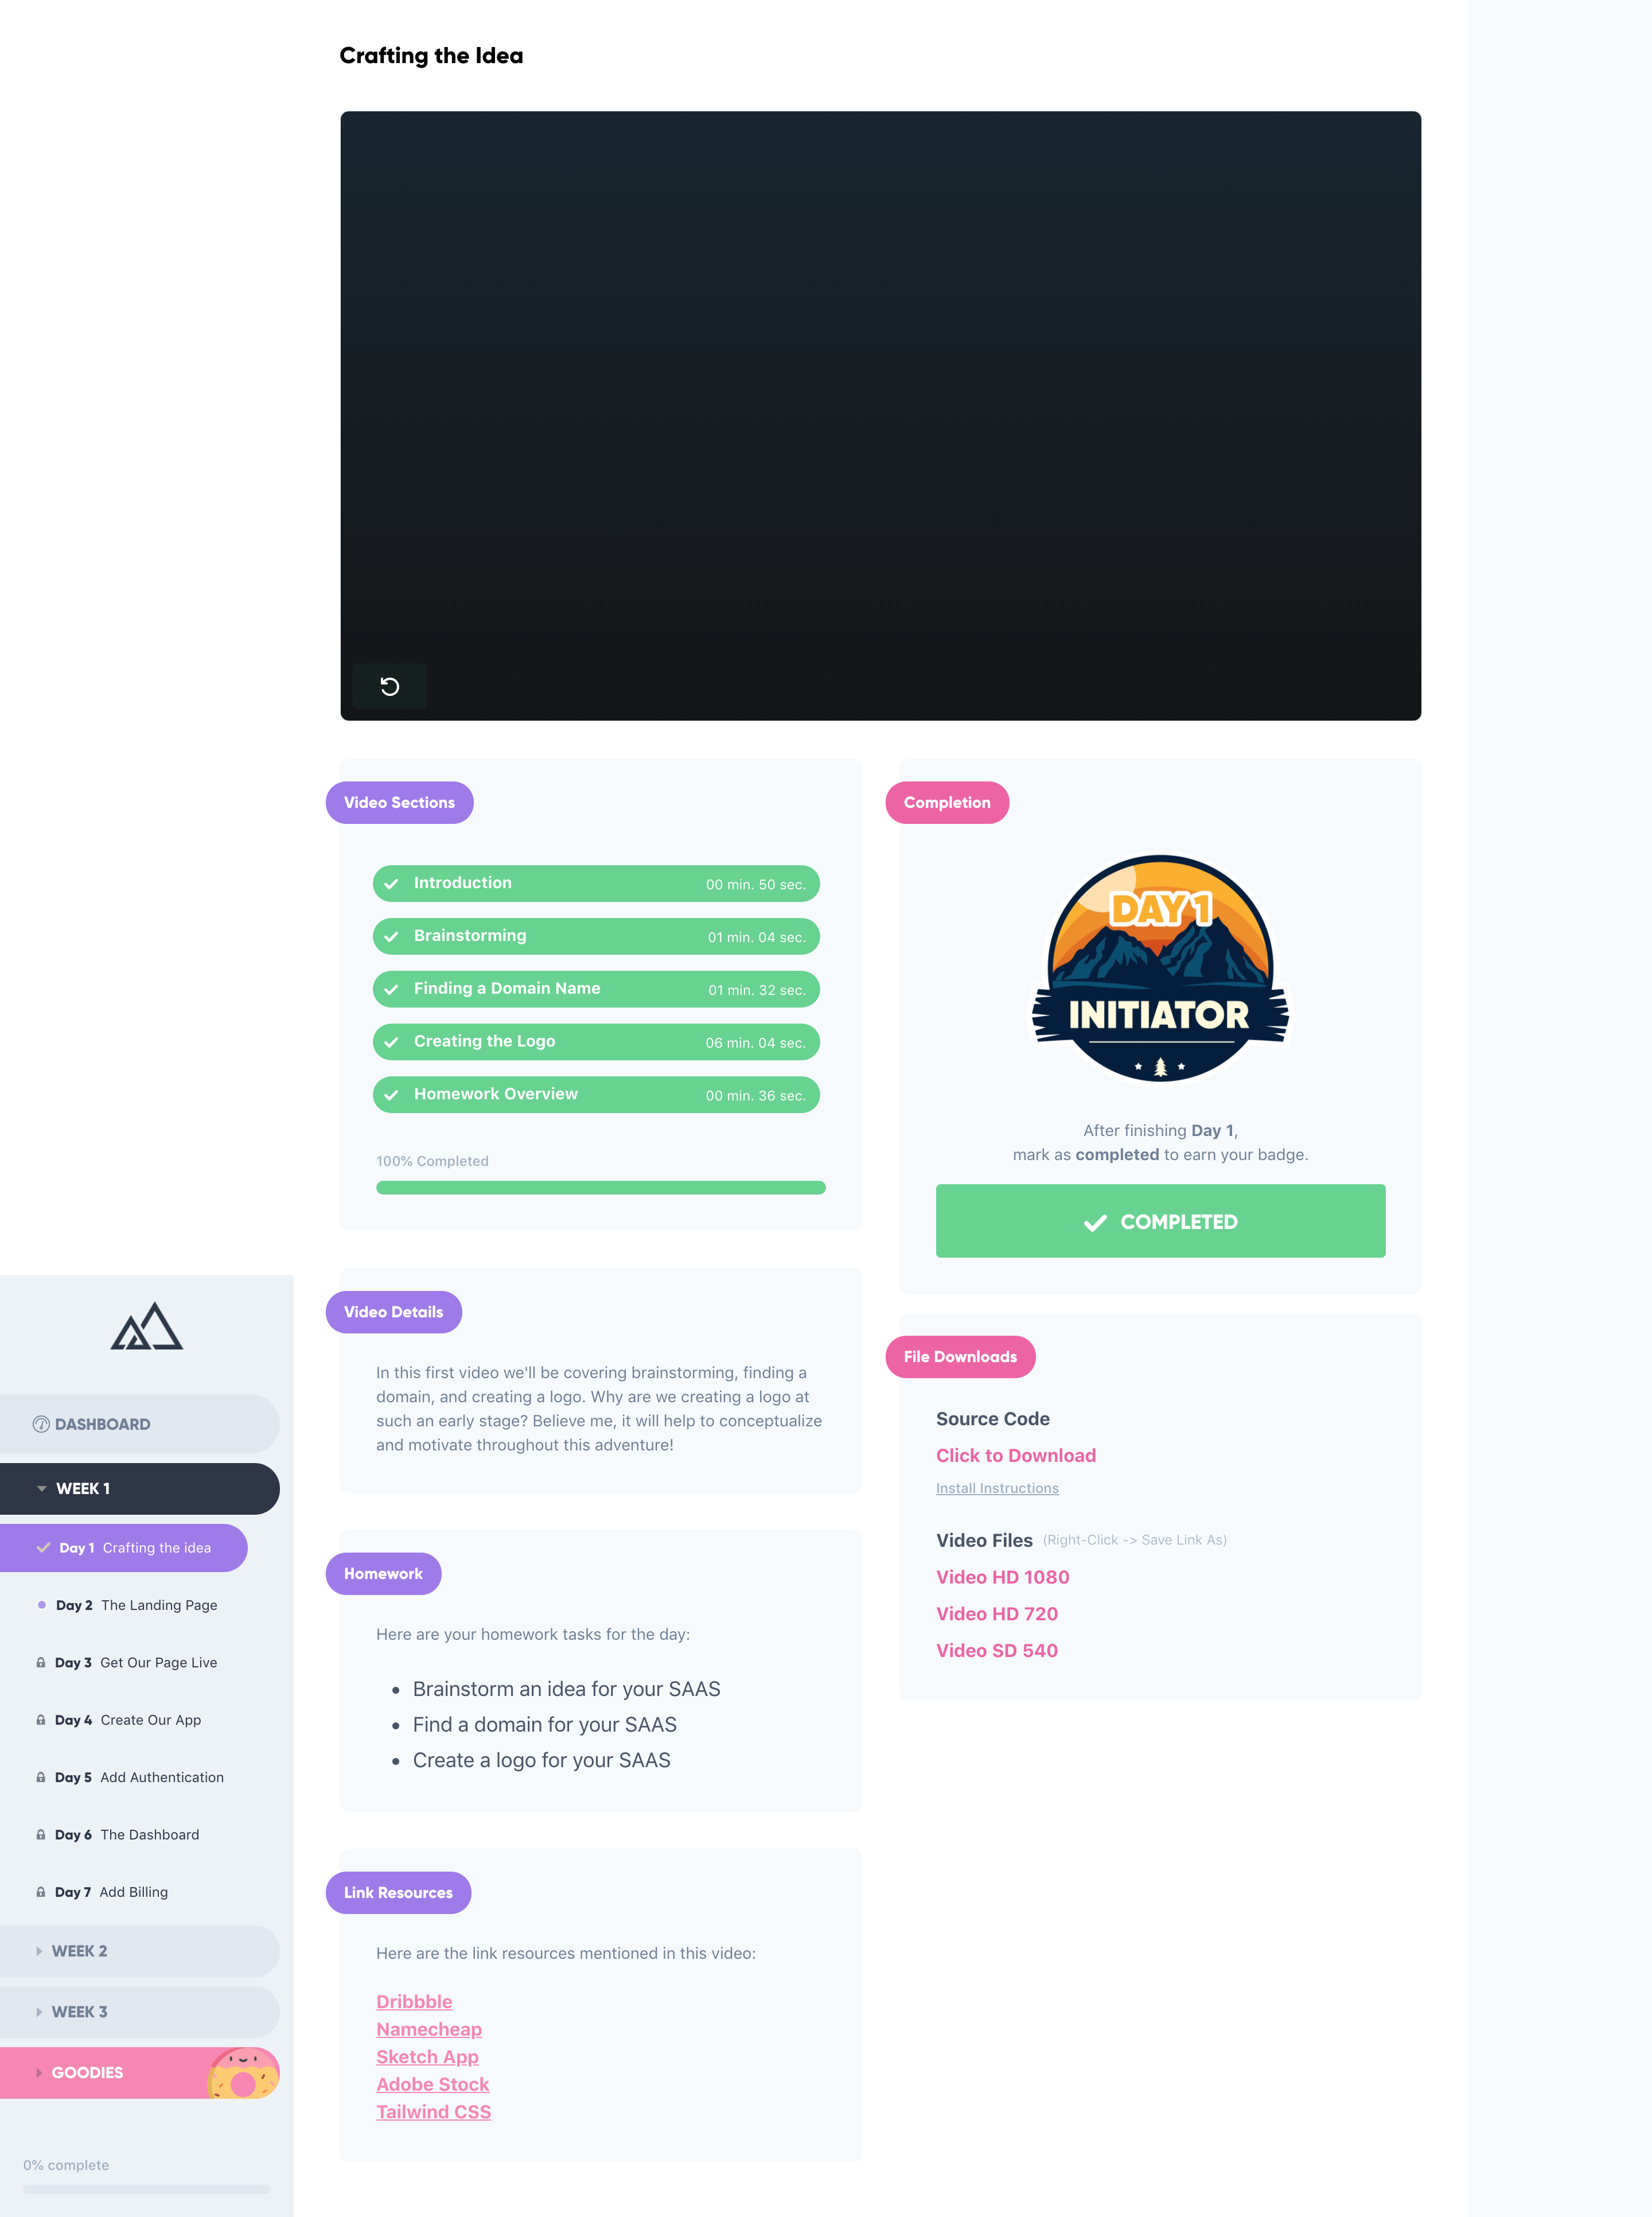 Crafting the Idea
Video Sections
Introduction 00 min. 50 sec.
Brainstorming 01 min. 04 sec.
Finding a Domain Name 01 min. 32 sec.
Creating the Logo 06 min. 04 sec.
Homework Overview 00 min. 36 sec.
100% Completed
Completion
DAY 1
INITIATOR
After finishing Day 1,
mark as completed to earn your badge.
COMPLETED
Video Details
In this first video we'll be covering brainstorming, finding a
domain, and creating a logo. Why are we creating a logo at
such an early stage? Believe me, it will help to conceptualize
and motivate throughout this adventure!
File Downloads
Source Code
Click to Download
Install Instructions
Video Files (Right-Click -> Save Link As)
Video HD 1080
Video HD 720
Video SD 540
Homework
Here are your homework tasks for the day:
• Brainstorm an idea for your SAAS
• Find a domain for your SAAS
• Create a logo for your SAAS
Link Resources
Here are the link resources mentioned in this video:
Dribbble
Namecheap
Sketch App
Adobe Stock
Tailwind CSS
DASHBOARD
WEEK 1
Day 1 Crafting the idea
Day 2 The Landing Page
Day 3 Get Our Page Live
Day 4 Create Our App
Day 5 Add Authentication
Day 6 The Dashboard
Day 7 Add Billing
WEEK 2
WEEK 3
GOODIES
0% complete